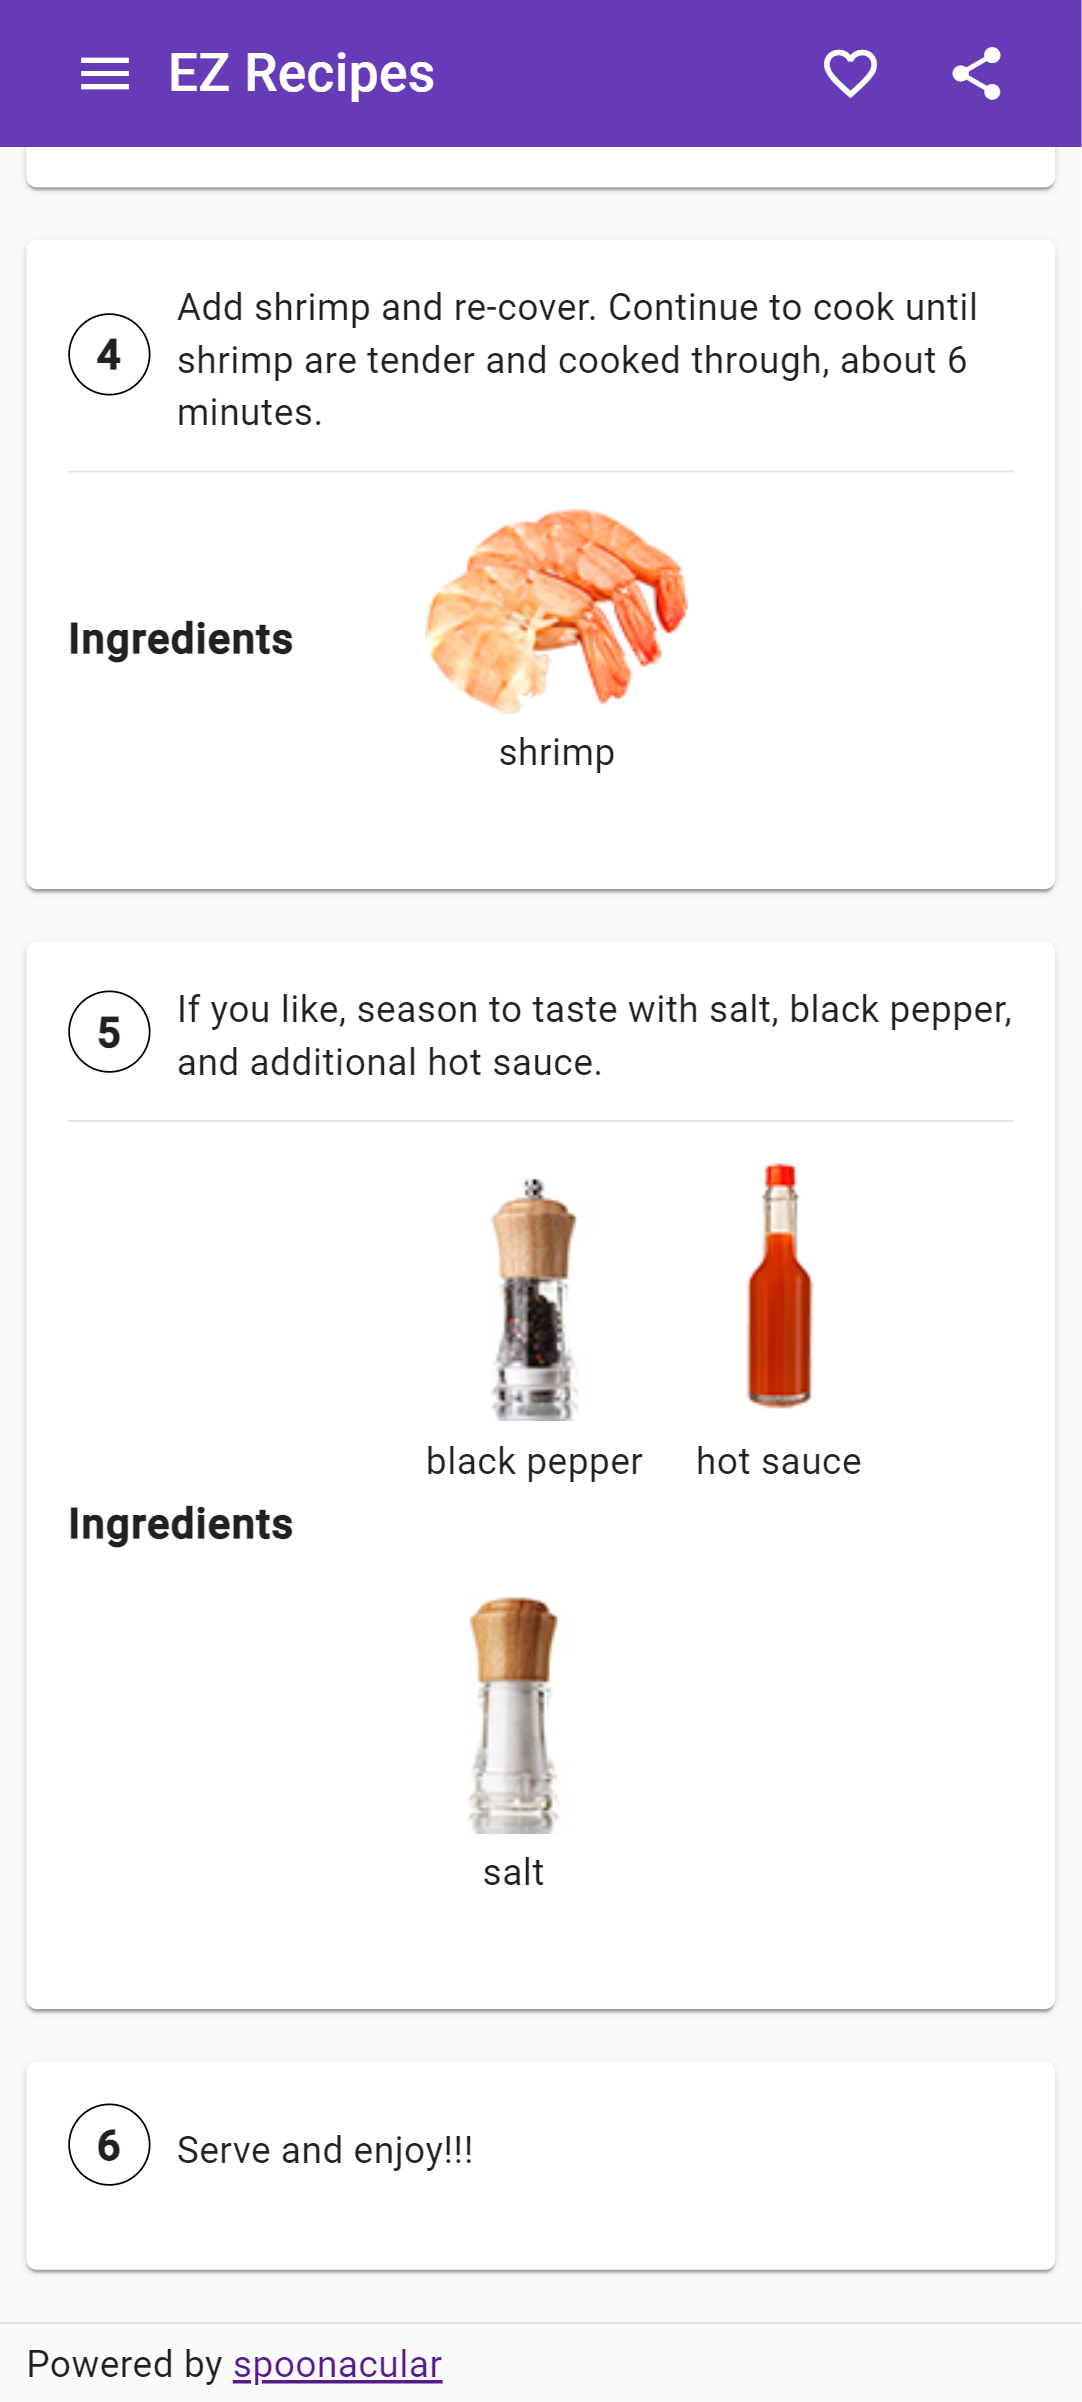 EZ Recipes
4
Add shrimp and re-cover. Continue to cook until
shrimp are tender and cooked through, about 6
minutes.
Ingredients
shrimp
5
If you like, season to taste with salt, black pepper,
and additional hot sauce.
black pepper
hot sauce
Ingredients
salt
6
Serve and enjoy!!!
Powered by spoonacular